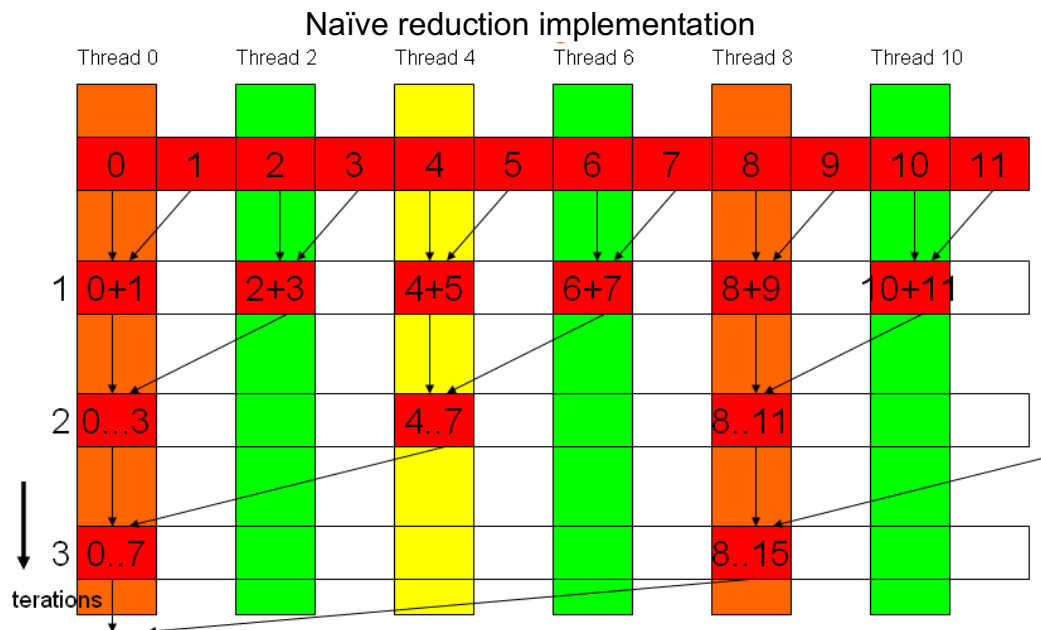 Naïve reduction implementation
Thread 0 Thread 2 Thread 4 Thread 6 Thread 8 Thread 10
0 1 2 3 4 5 6 7 8 9 10 11
1 0+1 2+3 4+5 6+7 8+9 10+11
2 0...3 4..7 8..11
3 0..7 8..15
terations